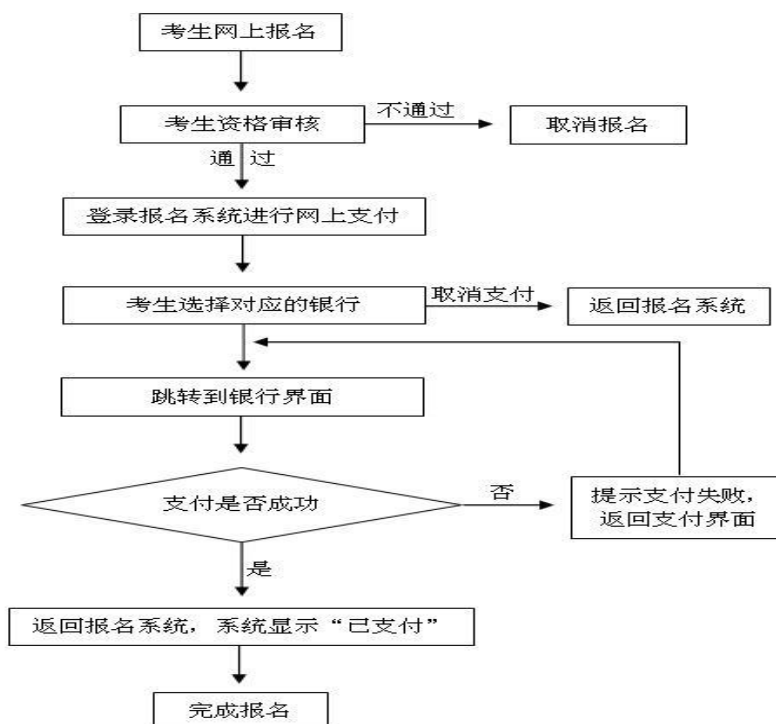 考生网上报名
考生资格审核
不通过
取消报名
通 过
登录报名系统进行网上支付
考生选择对应的银行
取消支付
返回报名系统
跳转到银行界面
支付是否成功
否
提示支付失败，
返回支付界面
是
返回报名系统，系统显示“已支付”
完成报名